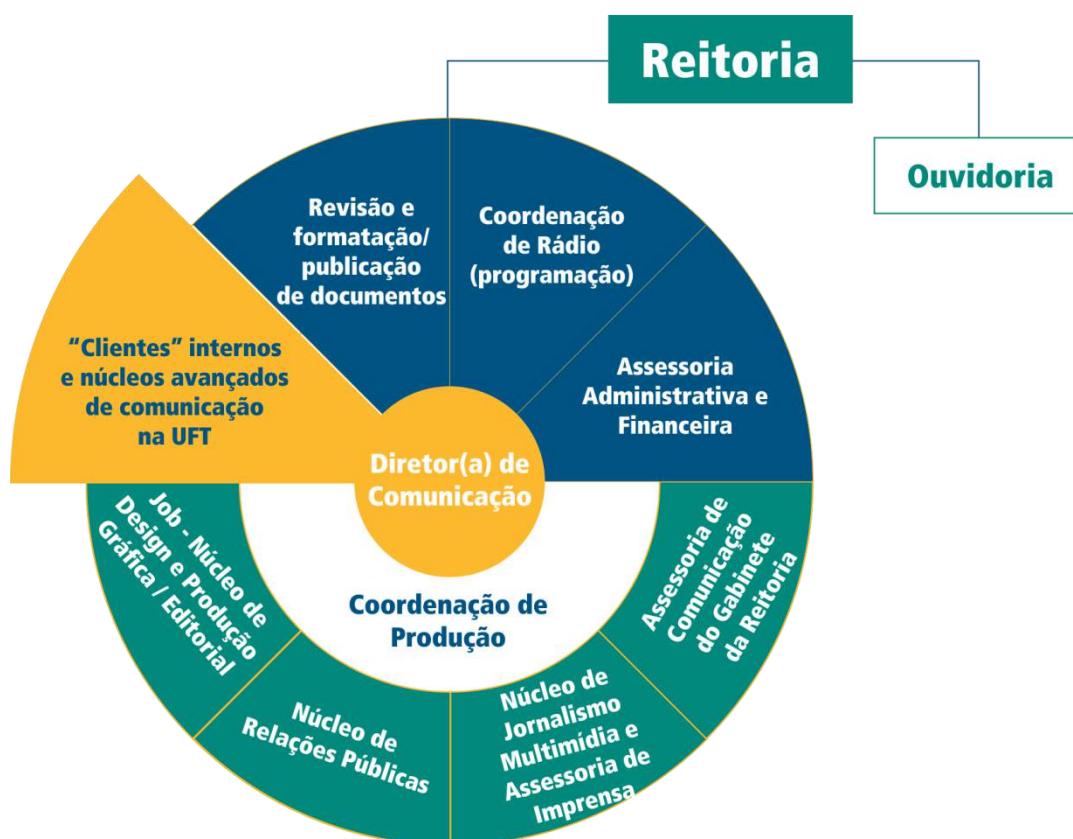 Reitoria
Ouvidoria
Revisão e
formatação/
publicação
de documentos
Coordenação
de Rádio
(programação)
Assessoria
Administrativa e
Financeira
“Clientes” internos
e núcleos avançados
de comunicação
na UFT
Diretor(a) de
Comunicação
Coordenação de
Produção
Job - Núcleo de
Design e Produção
Gráfica / Editorial
Núcleo de
Relações Públicas
Núcleo de
Jornalismo
Multimídia e
Assessoria de
Imprensa
Assessoria de
Comunicação
do Gabinete
da Reitoria